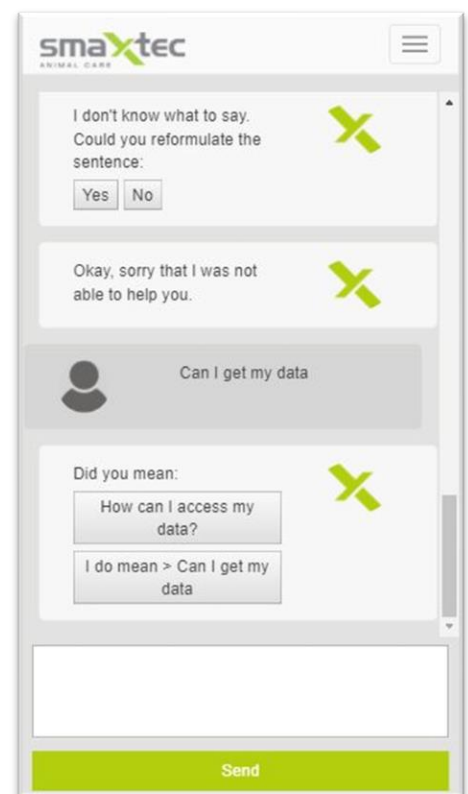 smaxtec
ANIMAL CARE
I don't know what to say.
Could you reformulate the
sentence:
Yes No
Okay, sorry that I was not
able to help you.
Can I get my data
Did you mean:
How can I access my
data?
I do mean > Can I get my
data
Send